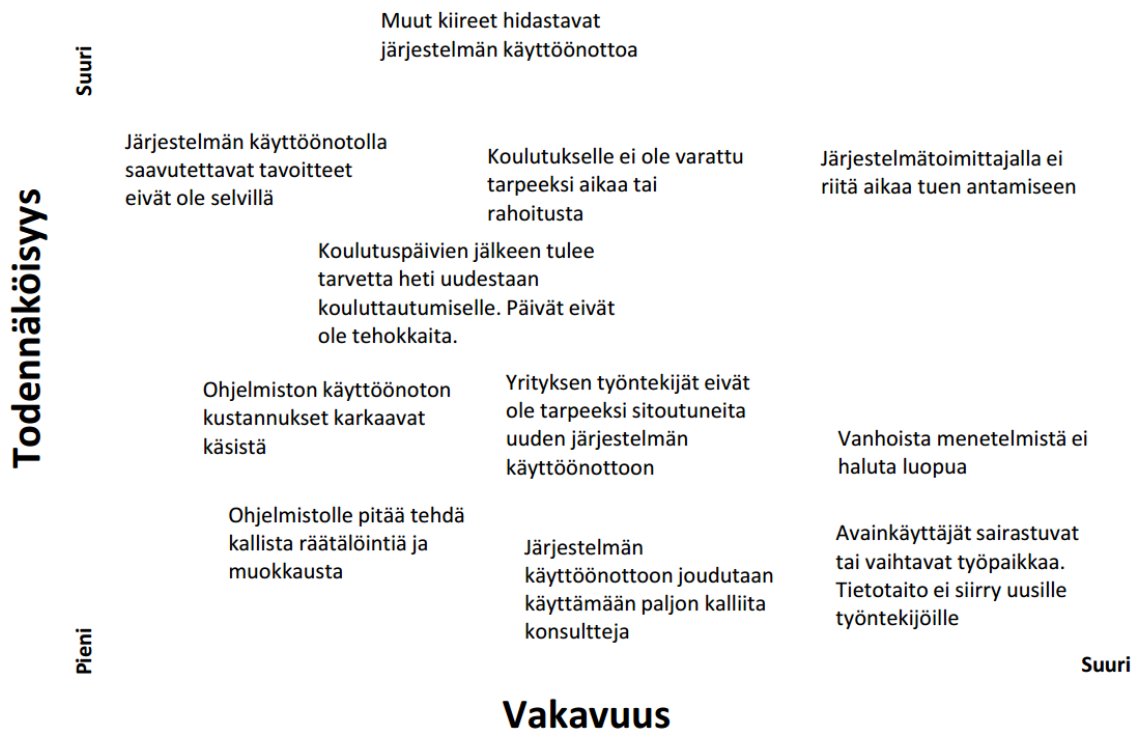 Muut kiireet hidastavat
järjestelmän käyttöönottoa
Suuri
Järjestelmän käyttöönotolla
saavutettavat tavoitteet
eivät ole selvillä
Koulutukselle ei ole varattu
tarpeeksi aikaa tai
rahoitusta
Järjestelmätoimittajalla ei
riitä aikaa tuen antamiseen
Todennäköisyys
Koulutuspäivien jälkeen tulee
tarvetta heti uudestaan
kouluttautumiselle. Päivät eivät
ole tehokkaita.
Ohjelmiston käyttöönoton
kustannukset karkaavat
käsistä
Yrityksen työntekijät eivät
ole tarpeeksi sitoutuneita
uuden järjestelmän
käyttöönottoon
Vanhoista menetelmistä ei
haluta luopua
Ohjelmistolle pitää tehdä
kallista räätälöintiä ja
muokkausta
Järjestelmän
käyttöönottoon joudutaan
käyttämään paljon kalliita
konsultteja
Avainkäyttäjät sairastuvat
tai vaihtavat työpaikkaa.
Tietotaito ei siirry uusille
työntekijöille
Pieni
Suuri
Vakavuus